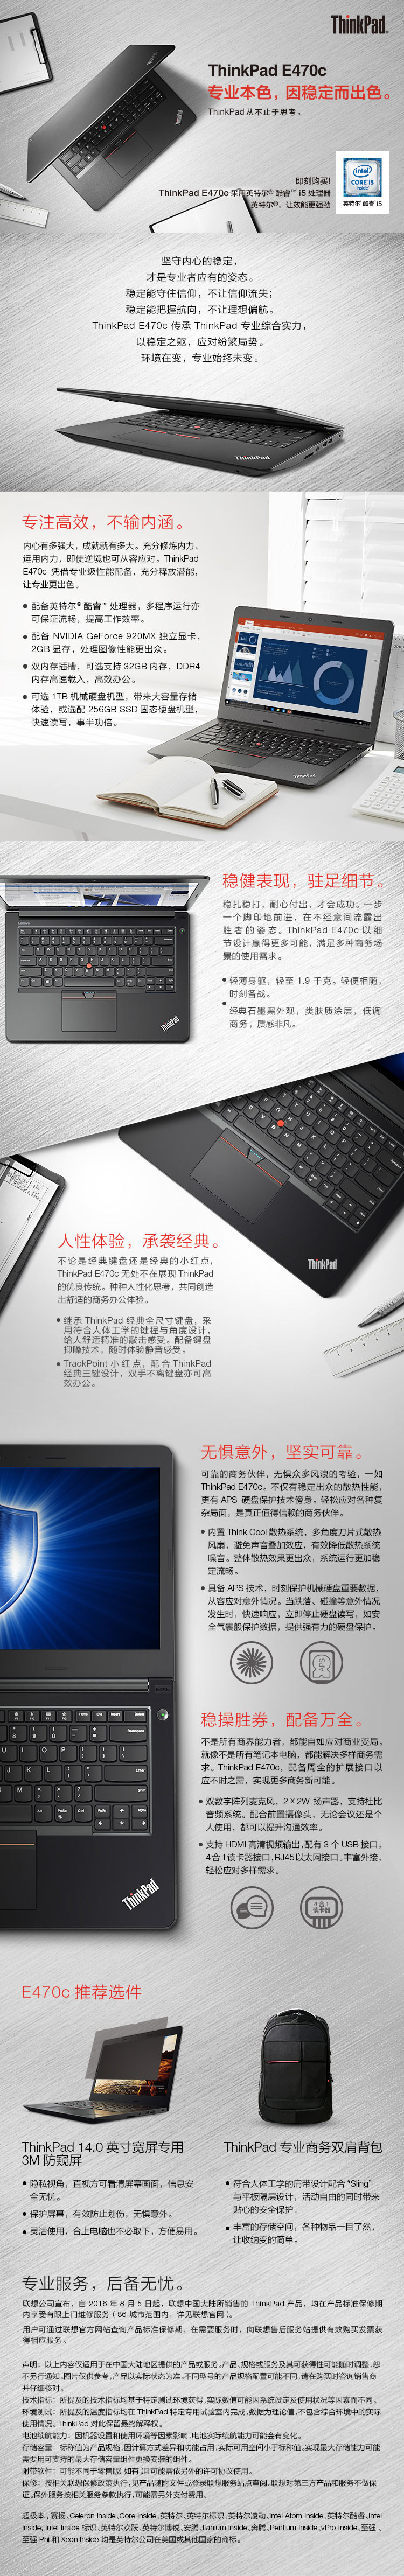 ThinkPad
ThinkPad E470c
专业本色，因稳定而出色。
ThinkPad 从不止于思考。
即刻购买!
ThinkPad E470c 采用英特尔® 酷睿™ i5 处理器
英特尔®，让效能更强劲
intel
CORE i5
inside
英特尔® 酷睿™ i5
坚守内心的稳定，
才是专业者应有的姿态。
稳定能守住信仰，不让信仰流失；
稳定能把握航向，不让理想偏航。
ThinkPad E470c 传承 ThinkPad 专业综合实力，
以稳定之躯，应对纷繁局势。
环境在变，专业始终未变。
ThinkPad
专注高效，不输内涵。
内心有多强大，成就就有多大。充分修炼内力、
运用内力，即使逆境也可从容应对。ThinkPad
E470c 凭借专业级性能配备，充分释放潜能，
让专业更出色。
● 配备英特尔® 酷睿™ 处理器，多程序运行亦
可保证流畅，提高工作效率。
● 配备 NVIDIA GeForce 920MX 独立显卡，
2GB 显存，处理图像性能更出众。
● 双内存插槽，可选支持 32GB 内存，DDR4
内存高速载入，高效办公。
● 可选 1TB 机械硬盘机型，带来大容量存储
体验，或选配 256GB SSD 固态硬盘机型，
快速读写，事半功倍。
ThinkPad
稳健表现，驻足细节。
稳扎稳打，耐心付出，才会成功。一步
一个脚印地前进，在不经意间流露出
胜者的姿态。ThinkPad E470c 以细
节设计赢得更多可能，满足多种商务场
景的使用需求。
● 轻薄身躯，轻至 1.9 千克。轻便相随，
时刻备战。
● 经典石墨黑外观，类肤质涂层，低调
商务，质感非凡。
ThinkPad
ThinkPad
人性体验，承袭经典。
不论是经典键盘还是经典的小红点，
ThinkPad E470c 无处不在展现 ThinkPad
的优良传统。种种人性化思考，共同创造
出舒适的商务办公体验。
● 继承 ThinkPad 经典全尺寸键盘，采
用符合人体工学的键程与角度设计，
给人舒适精准的敲击感受。配备键盘
抑噪技术，随时体验静音感受。
● TrackPoint 小红点，配合 ThinkPad
经典三键设计，双手不离键盘亦可高
效办公。
无惧意外，坚实可靠。
可靠的商务伙伴，无惧众多风浪的考验，一如
ThinkPad E470c。不仅有稳定出众的散热性能，
更有 APS 硬盘保护技术傍身。轻松应对各种复
杂局面，是真正值得信赖的商务伙伴。
● 内置 Think Cool 散热系统，多角度刀片式散热
风扇，避免声音叠加效应，有效降低散热系统
噪音。整体散热效果更出众，系统运行更加稳
定流畅。
● 具备 APS 技术，时刻保护机械硬盘重要数据，
从容应对意外情况。当跌落、碰撞等意外情况
发生时，快速响应，立即停止硬盘读写，如安
全气囊般保护数据，提供强有力的硬盘保护。
稳操胜券，配备万全。
不是所有商界能力者，都能自如应对商业变局。
就像不是所有笔记本电脑，都能解决多样商务需
求。ThinkPad E470c，配备周全的扩展接口以
应不时之需，实现更多商务新可能。
● 双数字阵列麦克风，2 X 2W 扬声器，支持杜比
音频系统。配合前置摄像头，无论会议还是个
人使用，都可以提升沟通效率。
● 支持 HDMI 高清视频输出，配有 3 个 USB 接口，
4合1读卡器接口，RJ45以太网接口。丰富外接，
轻松应对多样需求。
4 合 1
读卡器
ThinkPad
E470c 推荐选件
ThinkPad 14.0 英寸宽屏专用
3M 防窥屏
● 隐私视角，直视方可看清屏幕画面，信息安
全无忧。
● 保护屏幕，有效防止划伤，无惧意外。
● 灵活使用，合上电脑也不必取下，方便易用。
ThinkPad 专业商务双肩背包
● 符合人体工学的肩带设计配合 “Sling”
与平板隔层设计，活动自由的同时带来
贴心的安全保护。
● 丰富的存储空间，各种物品一目了然，
让收纳变的简单。
专业服务，后备无忧。
联想公司宣布，自 2016 年 8 月 5 日起，联想中国大陆所销售的 ThinkPad 产品，均在产品标准保修期
内享受有限上门维修服务（86 城市范围内，详见联想官网）。
用户可通过联想官方网站查询产品标准保修期，在需要服务时，向联想售后服务站提供有效购买发票获
得相应服务。
声明：以上内容仅适用于在中国大陆地区提供的产品或服务。产品、规格或服务及其可获得性可能随时调整，恕
不另行通知。图片仅供参考，产品以实际状态为准。不同型号的产品规格配置可能不同，请在购买时咨询销售商
并仔细核对。
技术指标：所提及的技术指标均基于特定测试环境获得，实际数值可能因系统设定及使用状况等因素而不同。
环境测试：所提及的温度指标均在 ThinkPad 特定专用试验室内完成，数据为理论值，不包含综合环境中的实际
使用情况。ThinkPad 对此保留最终解释权。
电池续航能力：因机器设置和使用环境等因素影响，电池实际续航能力可能会有变化。
存储容量：标称值为产品规格，因计算方式差异和功能占用，实际可用空间小于标称值，实现最大存储能力可能
需要用可支持的最大存储容量组件更换安装的组件。
附带软件：可能不同于零售版（如有），且可能需依另外的许可协议使用。
保修：按相关联想保修政策执行，见产品随附文件或登录联想服务站点查阅。联想对第三方产品和服务不做保
证，保外服务按相关服务条款执行，可能需另外支付费用。
超极本、赛扬、Celeron Inside、Core Inside、英特尔、英特尔标识、英特尔凌动、Intel Atom Inside、英特尔酷睿、Intel
Inside、Intel Inside 标识、英特尔欢跃、英特尔博锐、安腾、Itanium Inside、奔腾、Pentium Inside、vPro Inside、至强、
至强 Phi 和 Xeon Inside 均是英特尔公司在美国或其他国家的商标。